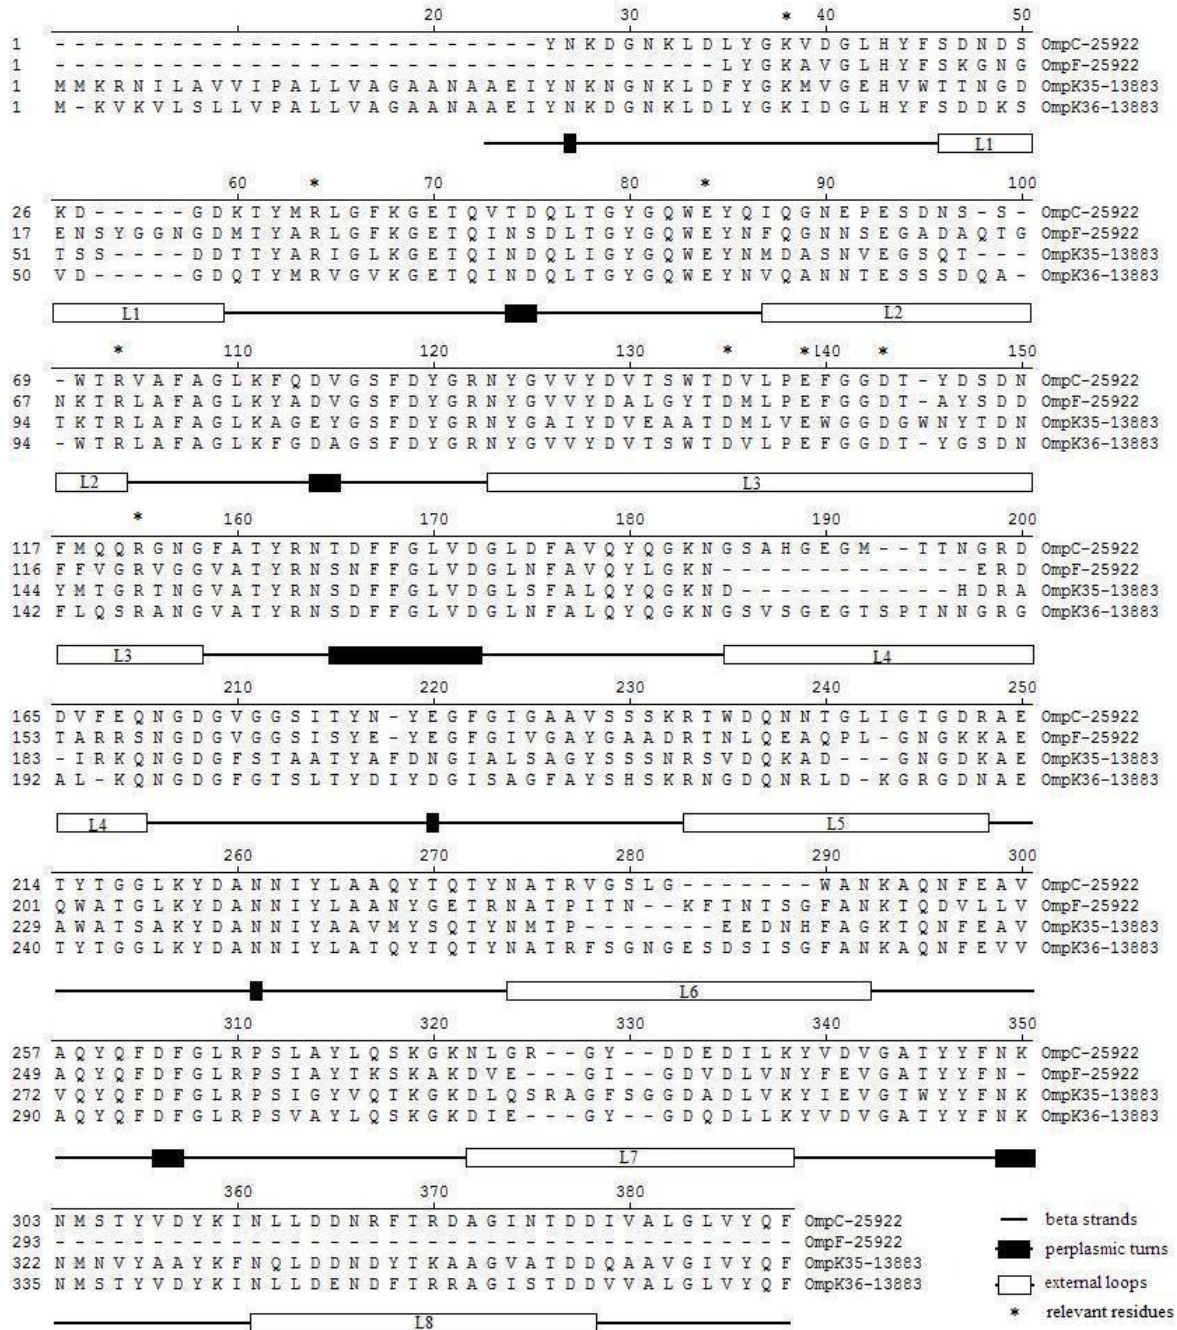 20 30 * 40 50
1 - - - - - - - - - - - - - - - - - - - - - - - - - Y N K D G N K L D L Y G K V D G L H Y F S D N D S OmpC-25922
1 - - - - - - - - - - - - - - - - - - - - - - - - - - - - - - - - - - L Y G K A V G L H Y F S K G N G OmpF-25922
1 M M K R N I L A V V I P A L L V A G A A N A A E I Y N K N G N K L D F Y G K M V G E H V W T T N G D OmpK35-13883
1 M - K V K V L S L L V P A L L V A G A A N A A E I Y N K D G N K L D L Y G K I D G L H Y F S D D K S OmpK36-13883
L1
60 * 70 80 * 90 100
26 K D - - - - - G D K T Y M R L G F K G E T Q V T D Q L T G Y G Q W E Y Q I Q G N E P E S D N S - S - OmpC-25922
17 E N S Y G G N G D M T Y A R L G F K G E T Q I N S D L T G Y G Q W E Y N F Q G N N S E G A D A Q T G OmpF-25922
51 T S S - - - - D D T T Y A R I G L K G E T Q I N D Q L I G Y G Q W E Y N M D A S N V E G S Q T - - - OmpK35-13883
50 V D - - - - - G D Q T Y M R V G V K G E T Q I N D Q L T G Y G Q W E Y N V Q A N N T E S S S D Q A - OmpK36-13883
L1 L2
* 110 120 130 * * 140 * 150
69 - W T R V A F A G L K F Q D V G S F D Y G R N Y G V V Y D V T S W T D V L P E F G G D T - Y D S D N OmpC-25922
67 N K T R L A F A G L K Y A D V G S F D Y G R N Y G V V Y D A L G Y T D M L P E F G G D T - A Y S D D OmpF-25922
94 T K T R L A F A G L K A G E Y G S F D Y G R N Y G A I Y D V E A A T D M L V E W G G D G W N Y T D N OmpK35-13883
94 - W T R L A F A G L K F G D A G S F D Y G R N Y G V V Y D V T S W T D V L P E F G G D T - Y G S D N OmpK36-13883
L2 L3
* 160 170 180 190 200
117 F M Q Q R G N G F A T Y R N T D F F G L V D G L D F A V Q Y Q G K N G S A H G E G M - - T T N G R D OmpC-25922
116 F F V G R V G G V A T Y R N S N F F G L V D G L N F A V Q Y L G K N - - - - - - - - - - - - - E R D OmpF-25922
144 Y M T G R T N G V A T Y R N S D F F G L V D G L S F A L Q Y Q G K N D - - - - - - - - - - - H D R A OmpK35-13883
142 F L Q S R A N G V A T Y R N S D F F G L V D G L N F A L Q Y Q G K N G S V S G E G T S P T N N G R G OmpK36-13883
L3 L4
210 220 230 240 250
165 D V F E Q N G D G V G G S I T Y N - Y E G F G I G A A V S S S K R T W D Q N N T G L I G T G D R A E OmpC-25922
153 T A R R S N G D G V G G S I S Y E - Y E G F G I V G A Y G A A D R T N L Q E A Q P L - G N G K K A E OmpF-25922
183 - I R K Q N G D G F S T A A T Y A F D N G I A L S A G Y S S S N R S V D Q K A D - - - G N G D K A E OmpK35-13883
192 A L - K Q N G D G F G T S L T Y D I Y D G I S A G F A Y S H S K R N G D Q N R L D - K G R G D N A E OmpK36-13883
L4 L5
260 270 280 290 300
214 T Y T G G L K Y D A N N I Y L A A Q Y T Q T Y N A T R V G S L G - - - - - - - W A N K A Q N F E A V OmpC-25922
201 Q W A T G L K Y D A N N I Y L A A N Y G E T R N A T P I T N - - K F T N T S G F A N K T Q D V L L V OmpF-25922
229 A W A T S A K Y D A N N I Y A A V M Y S Q T Y N M T P - - - - - - - E E D N H F A G K T Q N F E A V OmpK35-13883
240 T Y T G G L K Y D A N N I Y L A T Q Y T Q T Y N A T R F S G N G E S D S I S G F A N K A Q N F E V V OmpK36-13883
L6
310 320 330 340 350
257 A Q Y Q F D F G L R P S L A Y L Q S K G K N L G R - - G Y - - D D E D I L K Y V D V G A T Y Y F N K OmpC-25922
249 A Q Y Q F D F G L R P S I A Y T K S K A K D V E - - - G I - - G D V D L V N Y F E V G A T Y Y F N - OmpF-25922
272 V Q Y Q F D F G L R P S I G Y V Q T K G K D L Q S R A G F S G G D A D L V K Y I E V G T W Y Y F N K OmpK35-13883
290 A Q Y Q F D F G L R P S V A Y L Q S K G K D I E - - - G Y - - G D Q D L L K Y V D V G A T Y Y F N K OmpK36-13883
L7
360 370 380
303 N M S T Y V D Y K I N L L D D N R F T R D A G I N T D D I V A L G L V Y Q F OmpC-25922
293 - - - - - - - - - - - - - - - - - - - - - - - - - - - - - - - - - - - - - - OmpF-25922
322 N M N V Y A A Y K F N Q L D D N D Y T K A A G V A T D D Q A A V G I V Y Q F OmpK35-13883
335 N M S T Y V D Y K I N L L D E N D F T R R A G I S T D D V V A L G L V Y Q F OmpK36-13883
L8
beta strands
perplasmic turns
external loops
* relevant residues